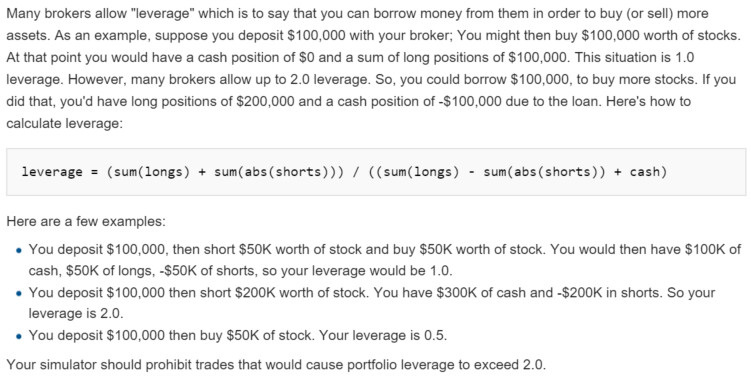 Many brokers allow "leverage" which is to say that you can borrow money from them in order to buy (or sell) more
assets. As an example, suppose you deposit $100,000 with your broker; You might then buy $100,000 worth of stocks.
At that point you would have a cash position of $0 and a sum of long positions of $100,000. This situation is 1.0
leverage. However, many brokers allow up to 2.0 leverage. So, you could borrow $100,000, to buy more stocks. If you
did that, you'd have long positions of $200,000 and a cash position of -$100,000 due to the loan. Here's how to
calculate leverage:
leverage = (sum(longs) + sum(abs(shorts))) / ((sum(longs) - sum(abs(shorts)) + cash)
Here are a few examples:
• You deposit $100,000, then short $50K worth of stock and buy $50K worth of stock. You would then have $100K of
cash, $50K of longs, -$50K of shorts, so your leverage would be 1.0.
• You deposit $100,000 then short $200K worth of stock. You have $300K of cash and -$200K in shorts. So your
leverage is 2.0.
• You deposit $100,000 then buy $50K of stock. Your leverage is 0.5.
Your simulator should prohibit trades that would cause portfolio leverage to exceed 2.0.